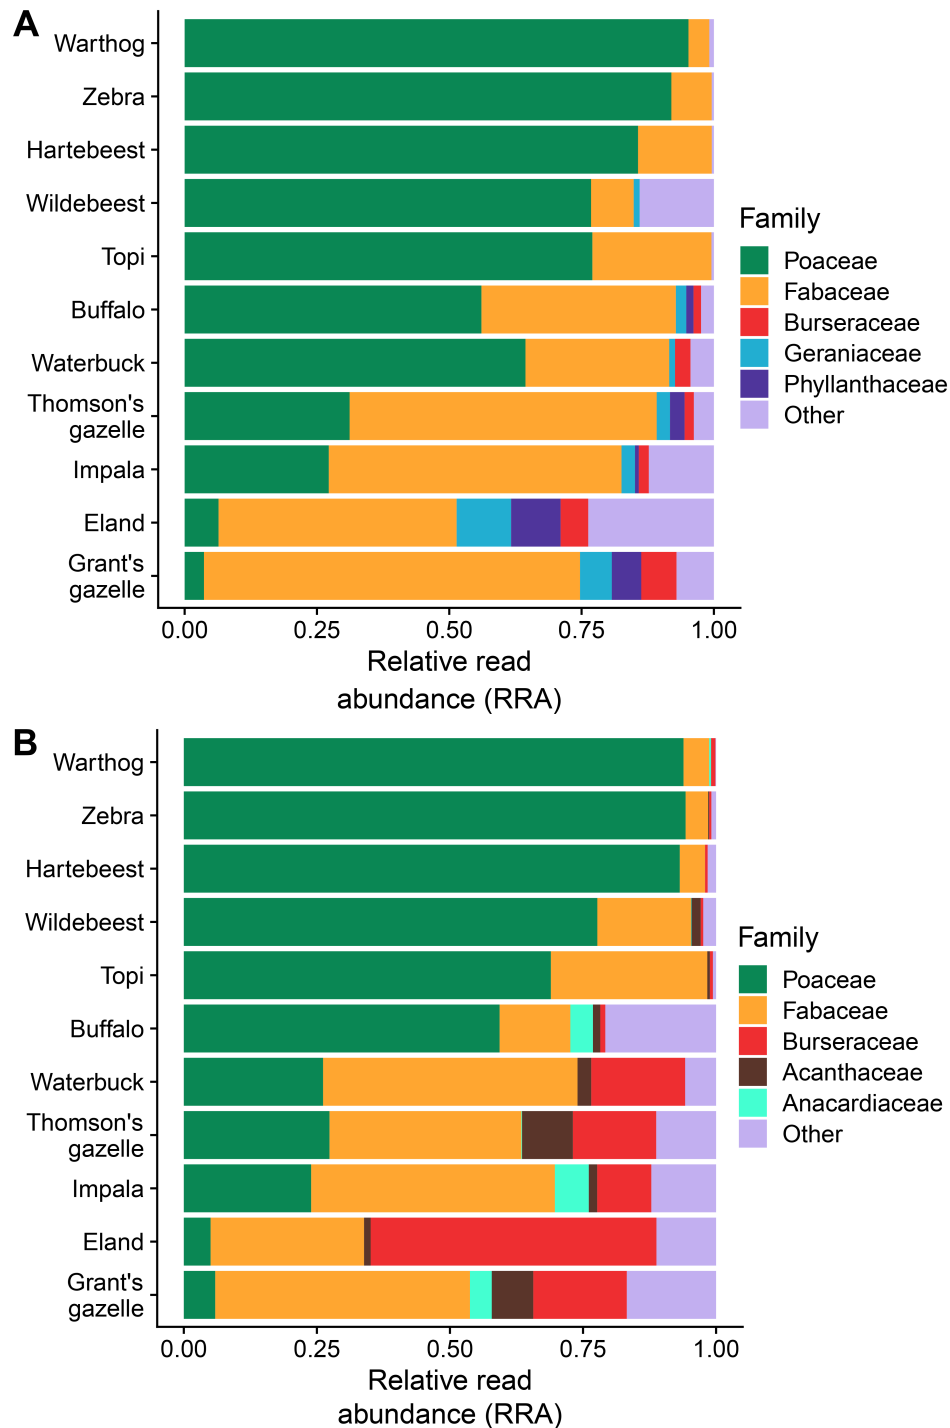 A
Warthog
Zebra
Hartebeest
Wildebeest
Topi
Buffalo
Waterbuck
Thomson's
gazelle
Impala
Eland
Grant's
gazelle
0.00 0.25 0.50 0.75 1.00
Relative read
abundance (RRA)
Family
Poaceae
Fabaceae
Burseraceae
Geraniaceae
Phyllanthaceae
Other
B
Warthog
Zebra
Hartebeest
Wildebeest
Topi
Buffalo
Waterbuck
Thomson's
gazelle
Impala
Eland
Grant's
gazelle
0.00 0.25 0.50 0.75 1.00
Relative read
abundance (RRA)
Family
Poaceae
Fabaceae
Burseraceae
Acanthaceae
Anacardiaceae
Other